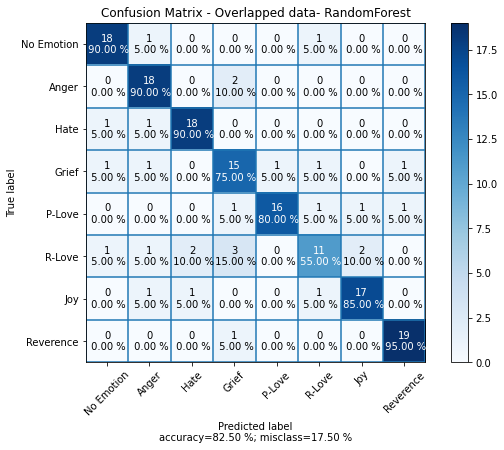 Confusion Matrix - Overlapped data- RandomForest
No Emotion 18 1 0 0 0 1 0 0
90.00 % 5.00 % 0.00 % 0.00 % 0.00 % 5.00 % 0.00 % 0.00 %
Anger 0 18 0 2 0 0 0 0
0.00 % 90.00 % 0.00 % 10.00 % 0.00 % 0.00 % 0.00 % 0.00 %
Hate 1 1 18 0 0 0 0 0
5.00 % 5.00 % 90.00 % 0.00 % 0.00 % 0.00 % 0.00 % 0.00 %
Grief 1 1 0 15 1 1 0 1
5.00 % 5.00 % 0.00 % 75.00 % 5.00 % 5.00 % 0.00 % 5.00 %
P-Love 0 0 0 1 16 1 1 1
0.00 % 0.00 % 0.00 % 5.00 % 80.00 % 5.00 % 5.00 % 5.00 %
R-Love 1 1 2 3 0 11 2 0
5.00 % 5.00 % 10.00 % 15.00 % 0.00 % 55.00 % 10.00 % 0.00 %
Joy 0 1 1 0 0 1 17 0
0.00 % 5.00 % 5.00 % 0.00 % 0.00 % 5.00 % 85.00 % 0.00 %
Reverence 0 0 0 1 0 0 0 19
0.00 % 0.00 % 0.00 % 5.00 % 0.00 % 0.00 % 0.00 % 95.00 %
True label
No Emotion Anger Hate Grief P-Love R-Love Joy Reverence
Predicted label
accuracy=82.50 %; misclass=17.50 %
17.5
15.0
12.5
10.0
7.5
5.0
2.5
0.0